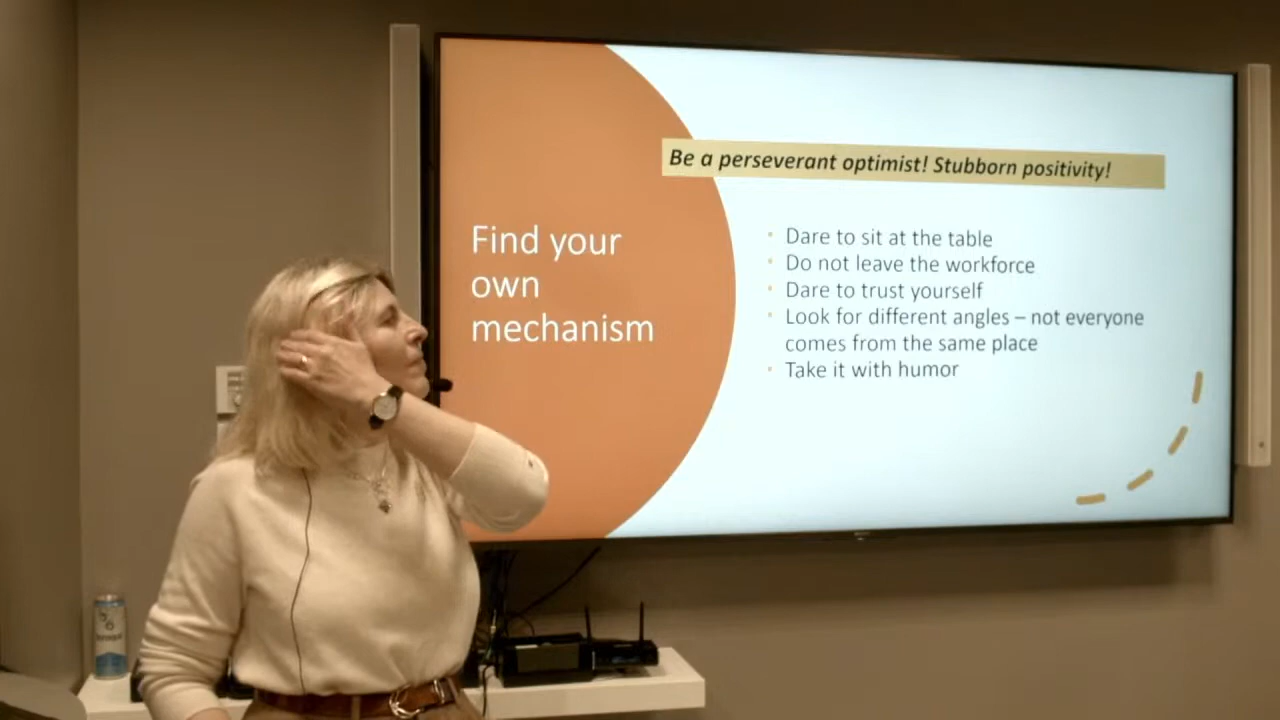 Be a perseverant optimist! Stubborn positivity!
Find your
own
mechanism
Dare to sit at the table
Do not leave the workforce
Dare to trust yourself
Look for different angles – not everyone
comes from the same place
Take it with humor